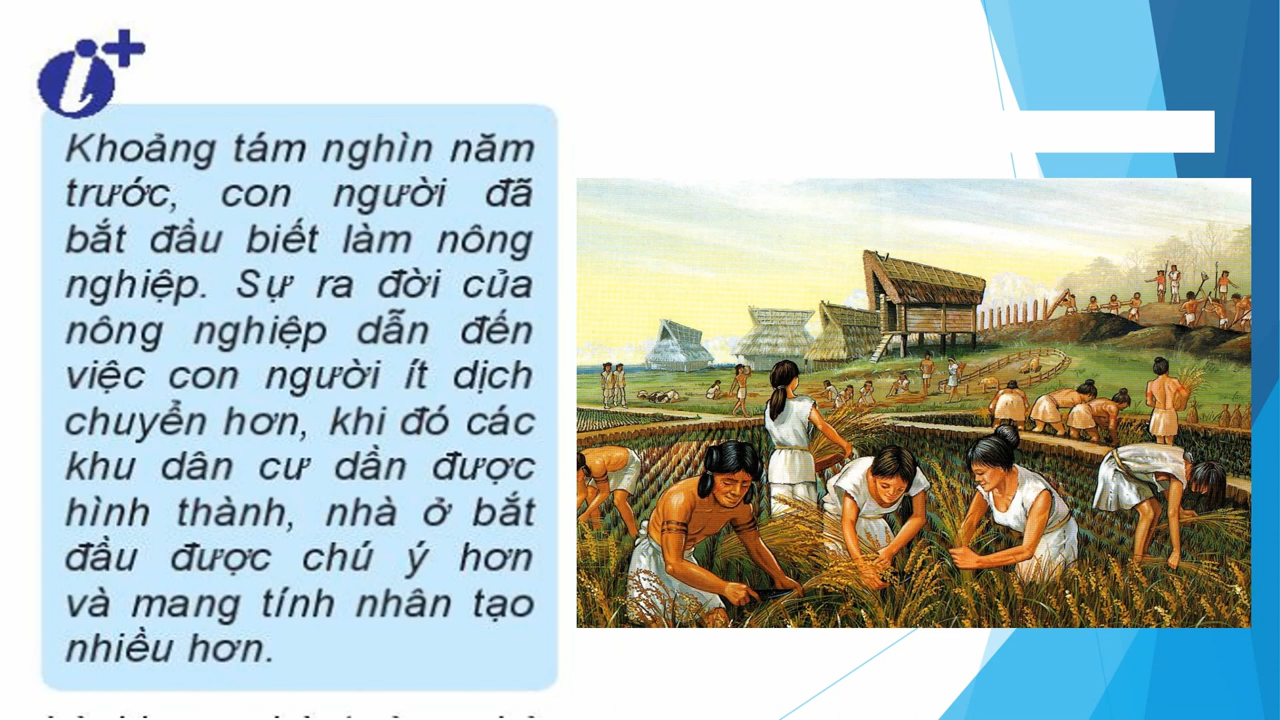 i+
Khoảng tám nghìn năm
trước, con người đã
bắt đầu biết làm nông
nghiệp. Sự ra đời của
nông nghiệp dẫn đến
việc con người ít dịch
chuyển hơn, khi đó các
khu dân cư dần được
hình thành, nhà ở bắt
đầu được chú ý hơn
và mang tính nhân tạo
nhiều hơn.